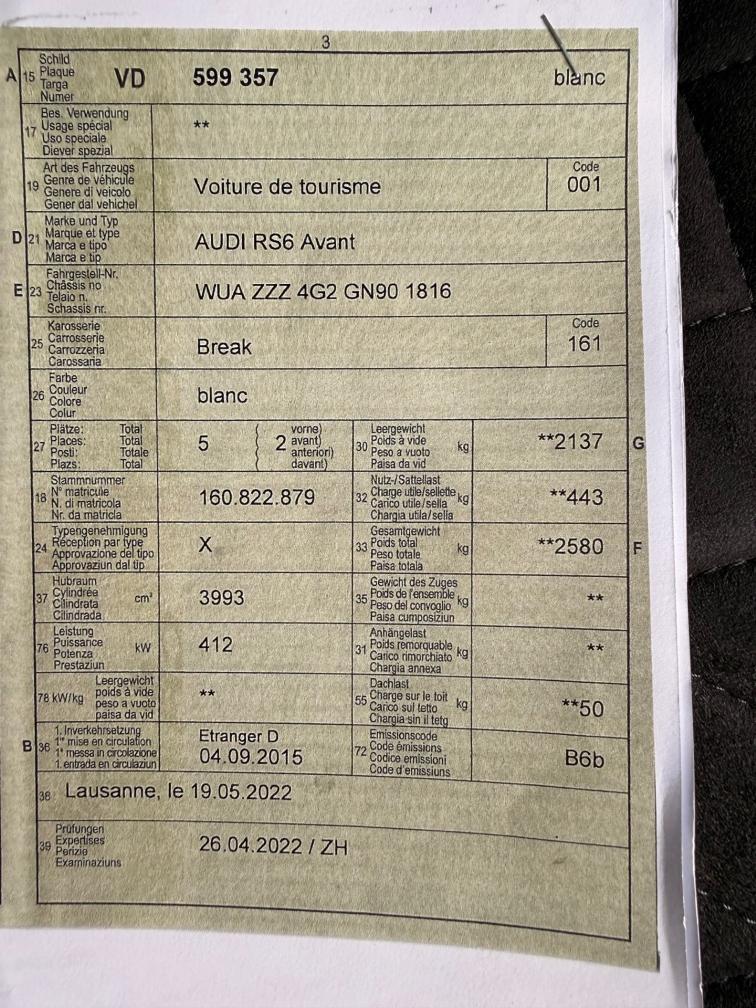 3
A 15 Schild
Plaque
Targa
Numer
VD 599 357 blanc
17 Bes. Verwendung
Usage spécial
Uso speciale
Diever spezial
**
19 Art des Fahrzeugs
Genre de véhicule
Genere di veicolo
Gener dal vehichel
Voiture de tourisme
Code
001
D 21 Marke und Typ
Marque et type
Marca e tipo
Marca e tip
AUDI RS6 Avant
E 23 Fahrgestell-Nr.
Châssis no
Telaio n.
Schassis nr.
WUA ZZZ 4G2 GN90 1816
25 Karosserie
Carrosserie
Carrozzeria
Carossaria
Break
Code
161
26 Farbe
Couleur
Colore
Colur
blanc
27 Plätze: Total
Places: Total
Posti: Totale
Plazs: Total
5
( 2 vorne)
avant)
anteriori)
davant)
30 Leergewicht
Poids à vide
Peso a vuoto
Paisa da vid
kg
**2137 G
18 Stammnummer
N° matricule
N. di matricola
Nr. da matricla
160.822.879
32 Nutz-/Sattellast
Charge utile/sellette
Carico utile/sella
Chargia utila/sella
kg
**443
24 Typengenehmigung
Réception par type
Approvazione del tipo
Approvaziun dal tip
X
33 Gesamtgewicht
Poids total
Peso totale
Paisa totala
kg
**2580 F
37 Hubraum
Cylindrée
Cilindrata
Cilindrada
cm³
3993
35 Gewicht des Zuges
Poids de l'ensemble
Peso del convoglio
Paisa cumposiziun
kg
**
76 Leistung
Puissance
Potenza
Prestaziun
kW
412
31 Anhängelast
Poids remorquable
Carico rimorchiato
Chargia annexa
kg
**
78 kW/kg Leergewicht
poids à vide
peso a vuoto
paisa da vid
**
55 Dachlast
Charge sur le toit
Carico sul tetto
Chargia sin il tetg
kg
**50
B 36 1. Inverkehrsetzung
1re mise en circulation
1a messa in circolazione
1. entrada en circulaziun
Etranger D
04.09.2015
72 Emissionscode
Code émissions
Codice emissioni
Code d'emissiuns
B6b
38 Lausanne, le 19.05.2022
39 Prüfungen
Expertises
Perizie
Examinaziuns
26.04.2022 / ZH